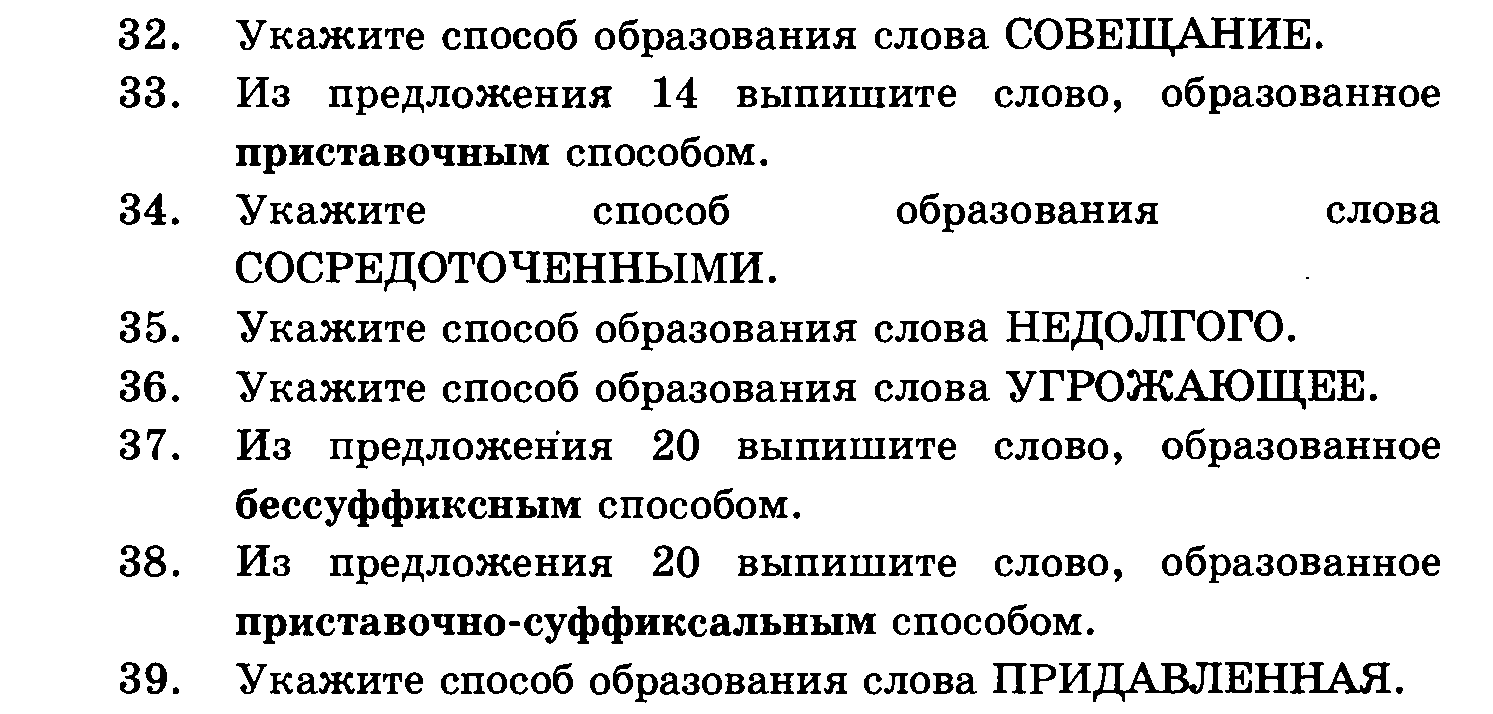 32. Укажите способ образования слова СОВЕЩАНИЕ.
33. Из предложения 14 выпишите слово, образованное
приставочным способом.
34. Укажите способ образования слова
СОСРЕДОТОЧЕННЫМИ.
35. Укажите способ образования слова НЕДОЛГОГО.
36. Укажите способ образования слова УГРОЖАЮЩЕЕ.
37. Из предложения 20 выпишите слово, образованное
бессуффиксным способом.
38. Из предложения 20 выпишите слово, образованное
приставочно-суффиксальным способом.
39. Укажите способ образования слова ПРИДАВЛЕННАЯ.